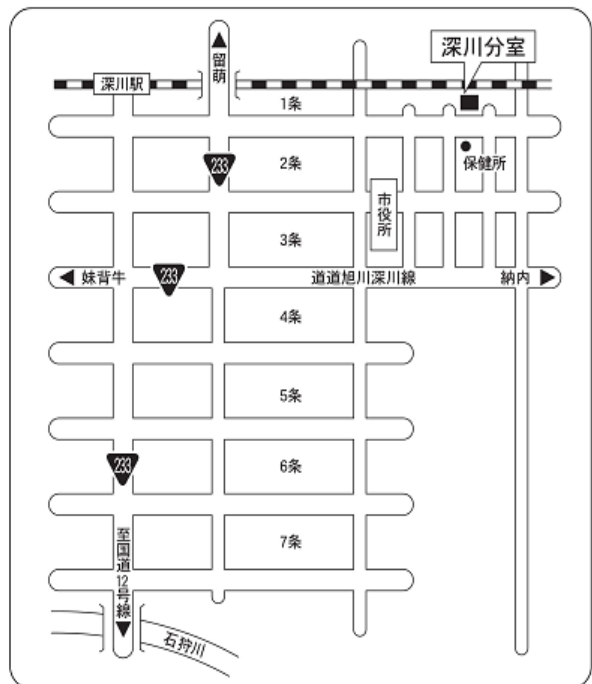 深川分室
留萌
深川駅
1条
233
2条
保健所
市役所
3条
妹背牛
233
道道旭川深川線
納内
4条
5条
233
6条
7条
至国道12号線
石狩川